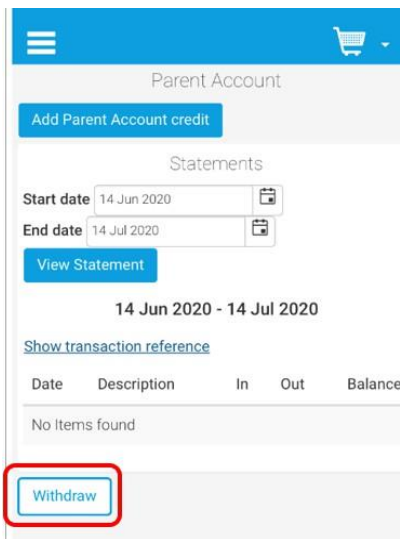 Parent Account
Add Parent Account credit
Statements
Start date 14 Jun 2020
End date 14 Jul 2020
View Statement
14 Jun 2020 - 14 Jul 2020
Show transaction reference
Date Description In Out Balance
No Items found
Withdraw